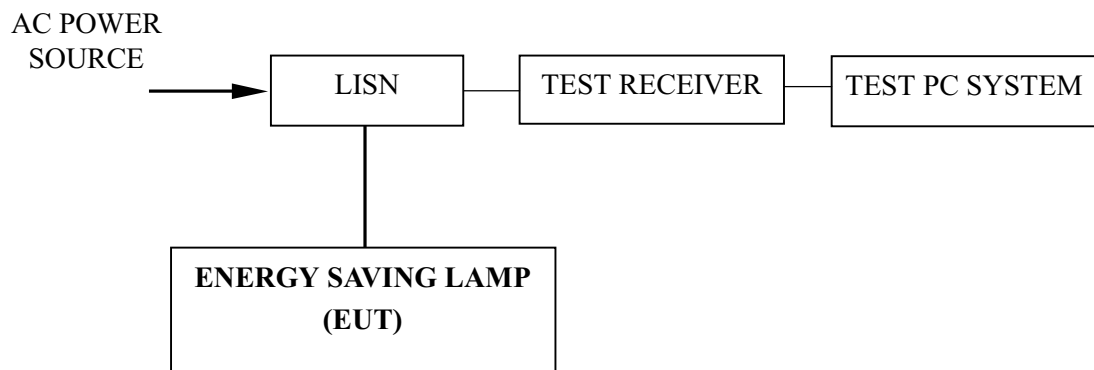 AC POWER
SOURCE
LISN
TEST RECEIVER
TEST PC SYSTEM
ENERGY SAVING LAMP
(EUT)